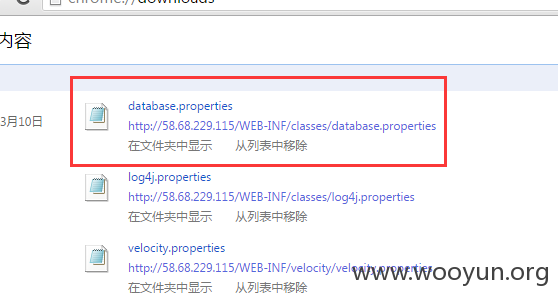 chrome://downloads
内容
3月10日
database.properties
http://58.68.229.115/WEB-INF/classes/database.properties
在文件夹中显示 从列表中移除
log4j.properties
http://58.68.229.115/WEB-INF/classes/log4j.properties
在文件夹中显示 从列表中移除
velocity.properties
http://58.68.229.115/WEB-INF/velocity/velocity.properties
在文件夹中显示 从列表中移除
www.wooyun.org